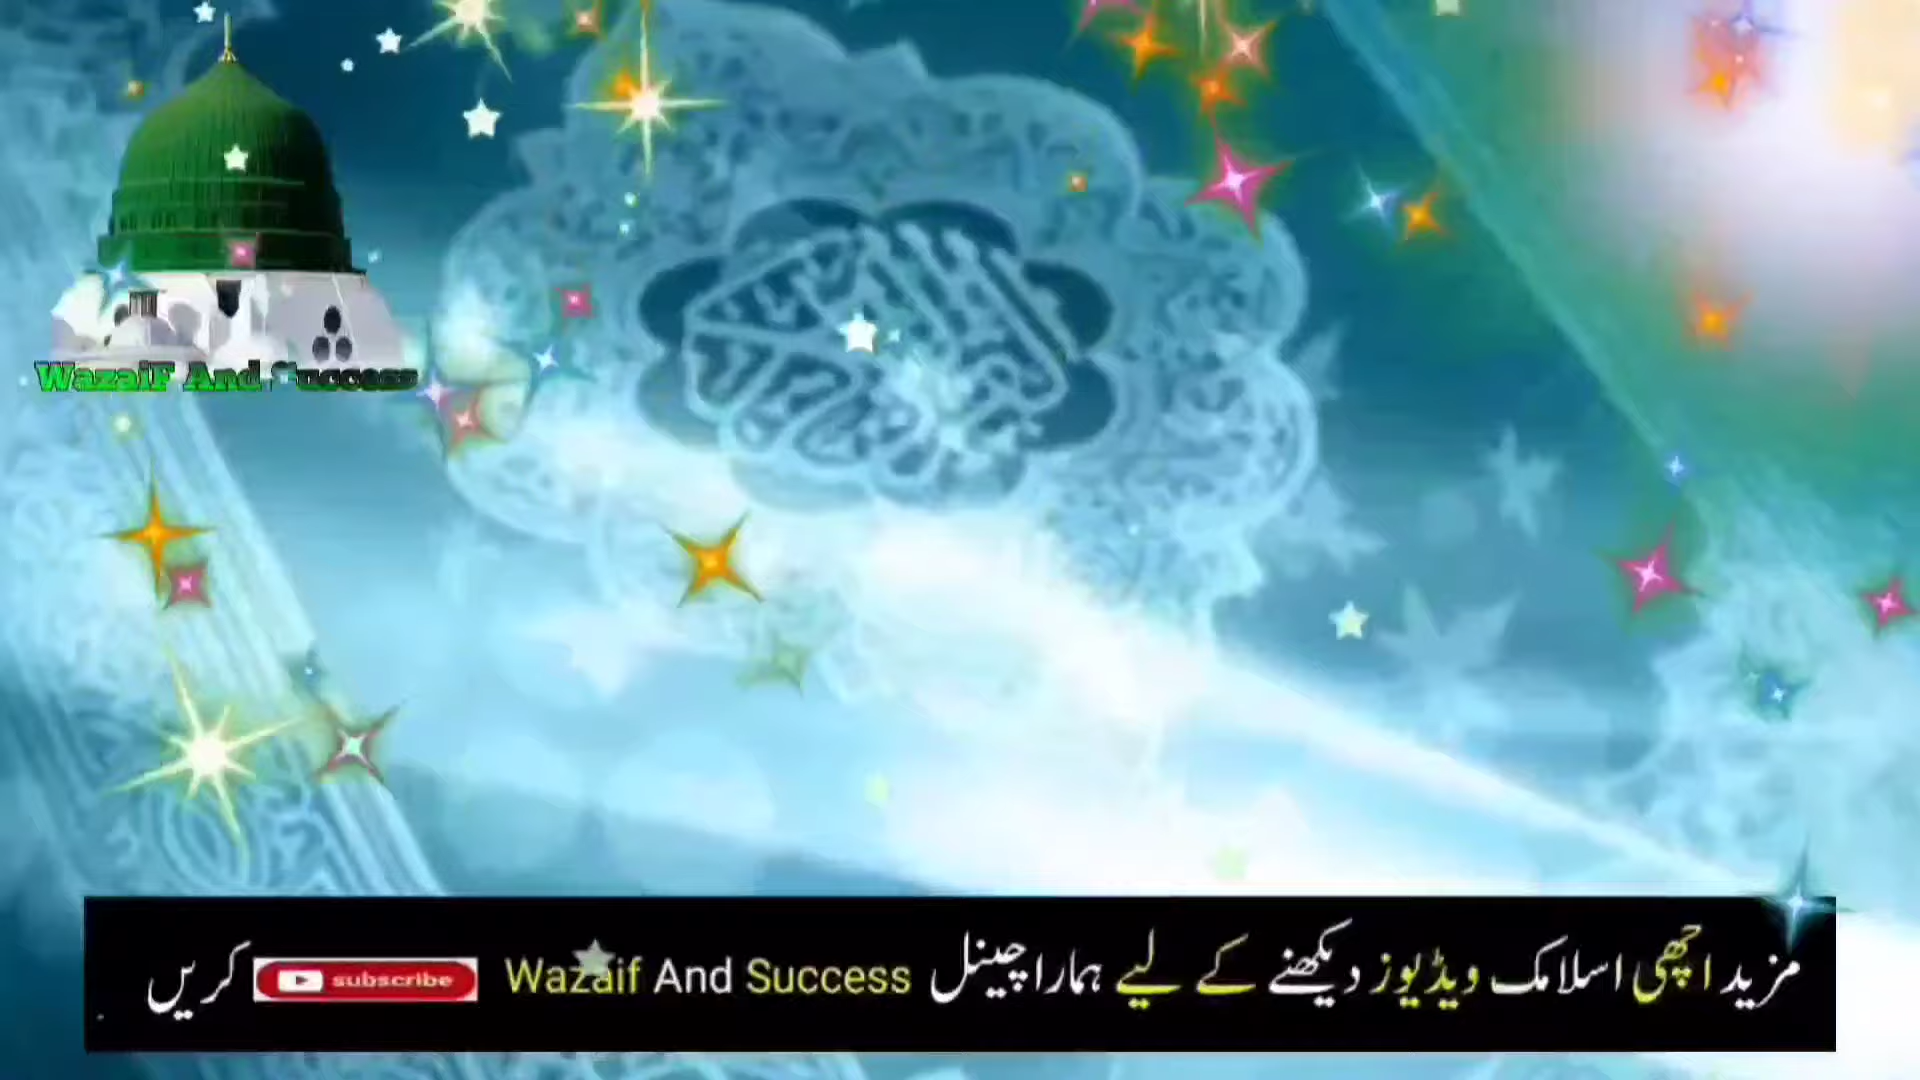 WazaiF And Success
مزید اچھی اسلامک ویڈیوز دیکھنے کے لیے ہمارا چینل Wazaif And Success subscribe کریں